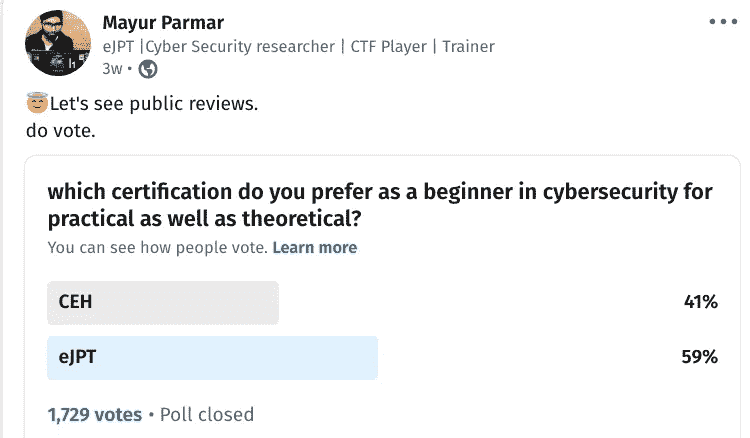 Mayur Parmar
eJPT |Cyber Security researcher | CTF Player | Trainer
3w •
😇Let's see public reviews.
do vote.
which certification do you prefer as a beginner in cybersecurity for
practical as well as theoretical?
You can see how people vote. Learn more
CEH 41%
eJPT 59%
1,729 votes • Poll closed